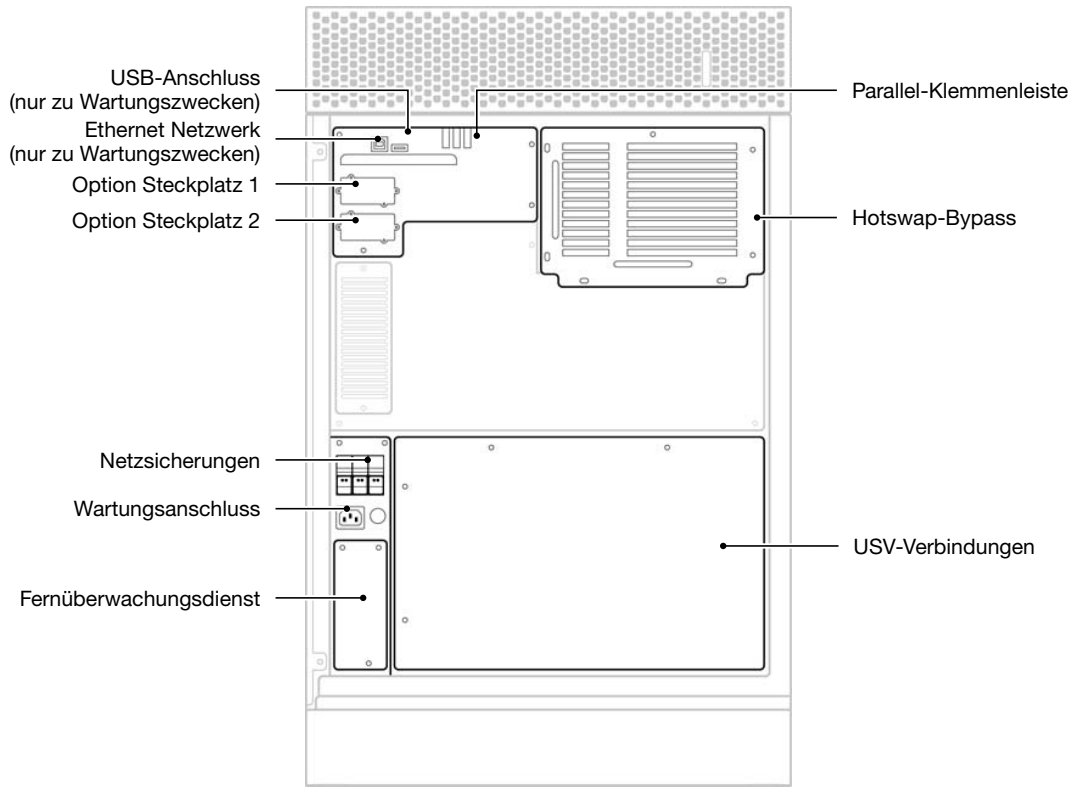 USB-Anschluss
(nur zu Wartungszwecken)
Ethernet Netzwerk
(nur zu Wartungszwecken)
Option Steckplatz 1
Option Steckplatz 2
Netzsicherungen
Wartungsanschluss
Fernüberwachungsdienst
Parallel-Klemmenleiste
Hotswap-Bypass
USV-Verbindungen